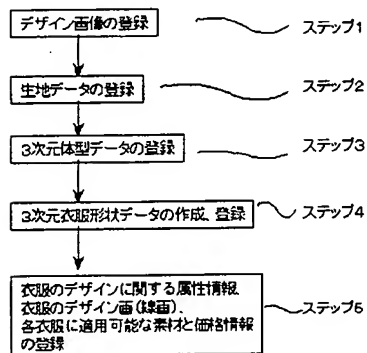 デザイン画像の登録 ステップ1
生地データの登録 ステップ2
3次元体型データの登録 ステップ3
3次元衣服形状データの作成、登録 ステップ4
衣服のデザインに関する属性情報、
衣服のデザイン画(線画)、 ステップ5
各衣服に適用可能な素材と価格情報
の登録